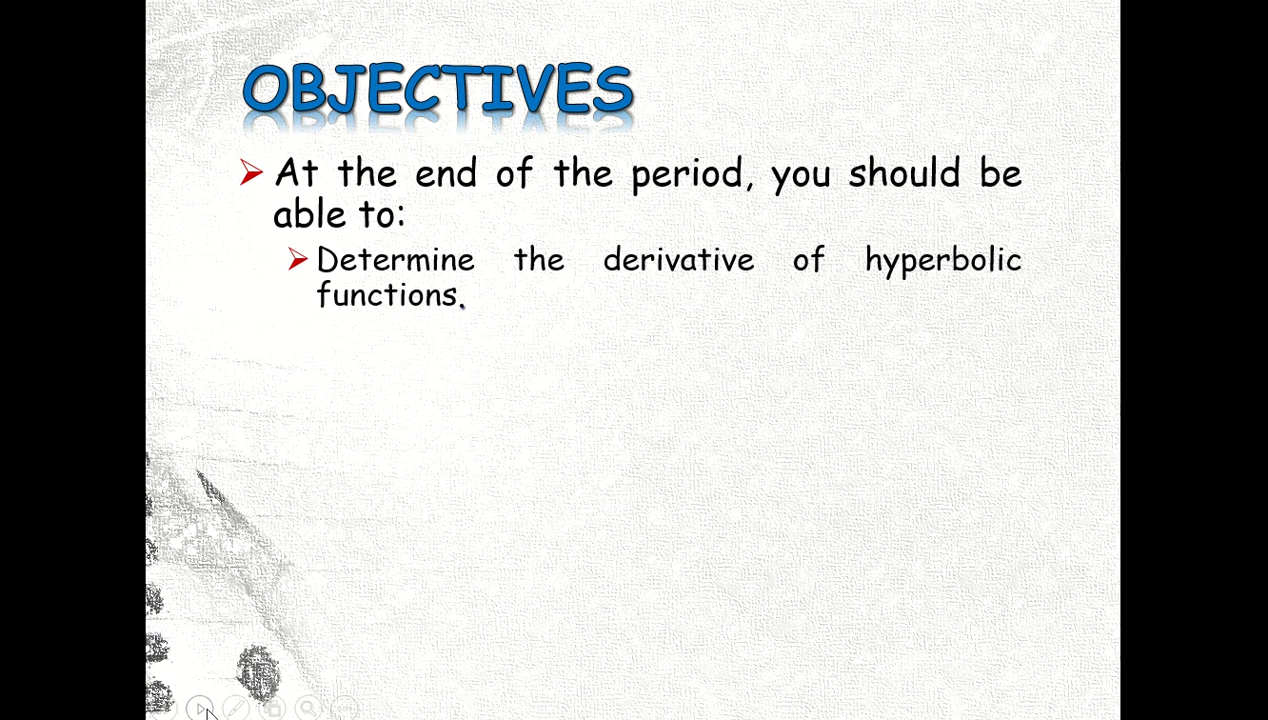 OBJECTIVES
At the end of the period, you should be
able to:
Determine the derivative of hyperbolic
functions.